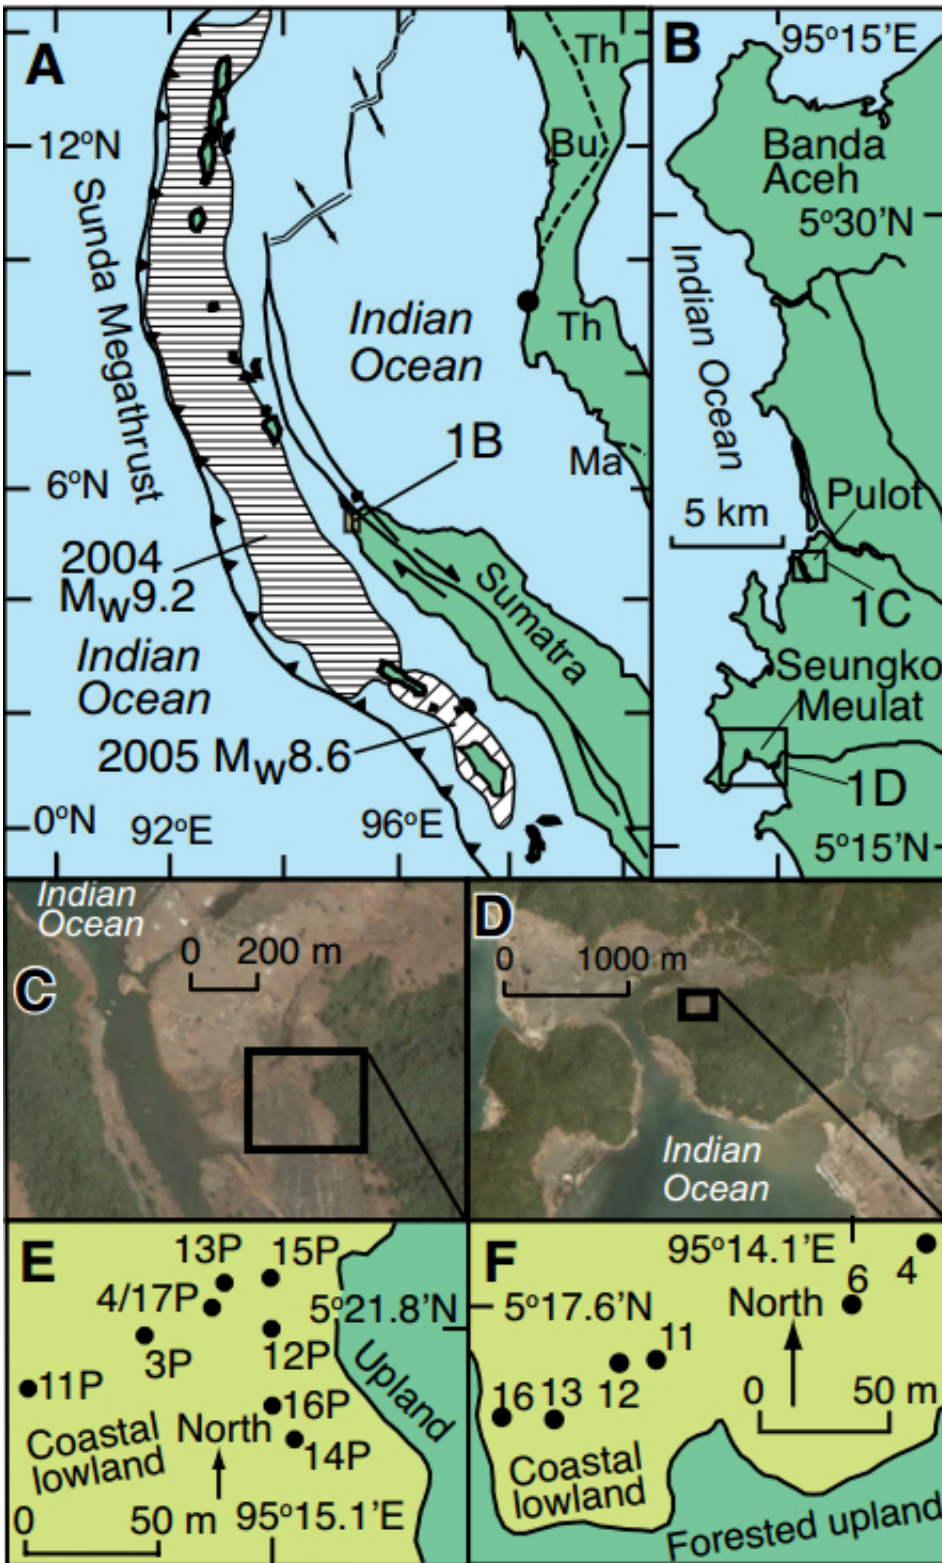 A
Th
12°N
Bu
Sunda Megathrust
Indian
Ocean
Th
1B
Ma
6°N
2004
Mw9.2
Sumatra
Indian
Ocean
2005 Mw8.6
0°N
92°E
96°E
B
95°15'E
Banda
Aceh
5°30'N
Indian Ocean
5 km
Pulot
1C
Seungko
Meulat
1D
5°15'N
Indian
Ocean
0 200 m
C
D
0 1000 m
Indian
Ocean
E
13P
15P
4/17P
5°21.8'N
3P
12P
Upland
11P
16P
Coastal
lowland
North
14P
0 50 m
95°15.1'E
F
95°14.1'E
4
6
5°17.6'N
North
11
12
16
13
0 50 m
Coastal
lowland
Forested upland